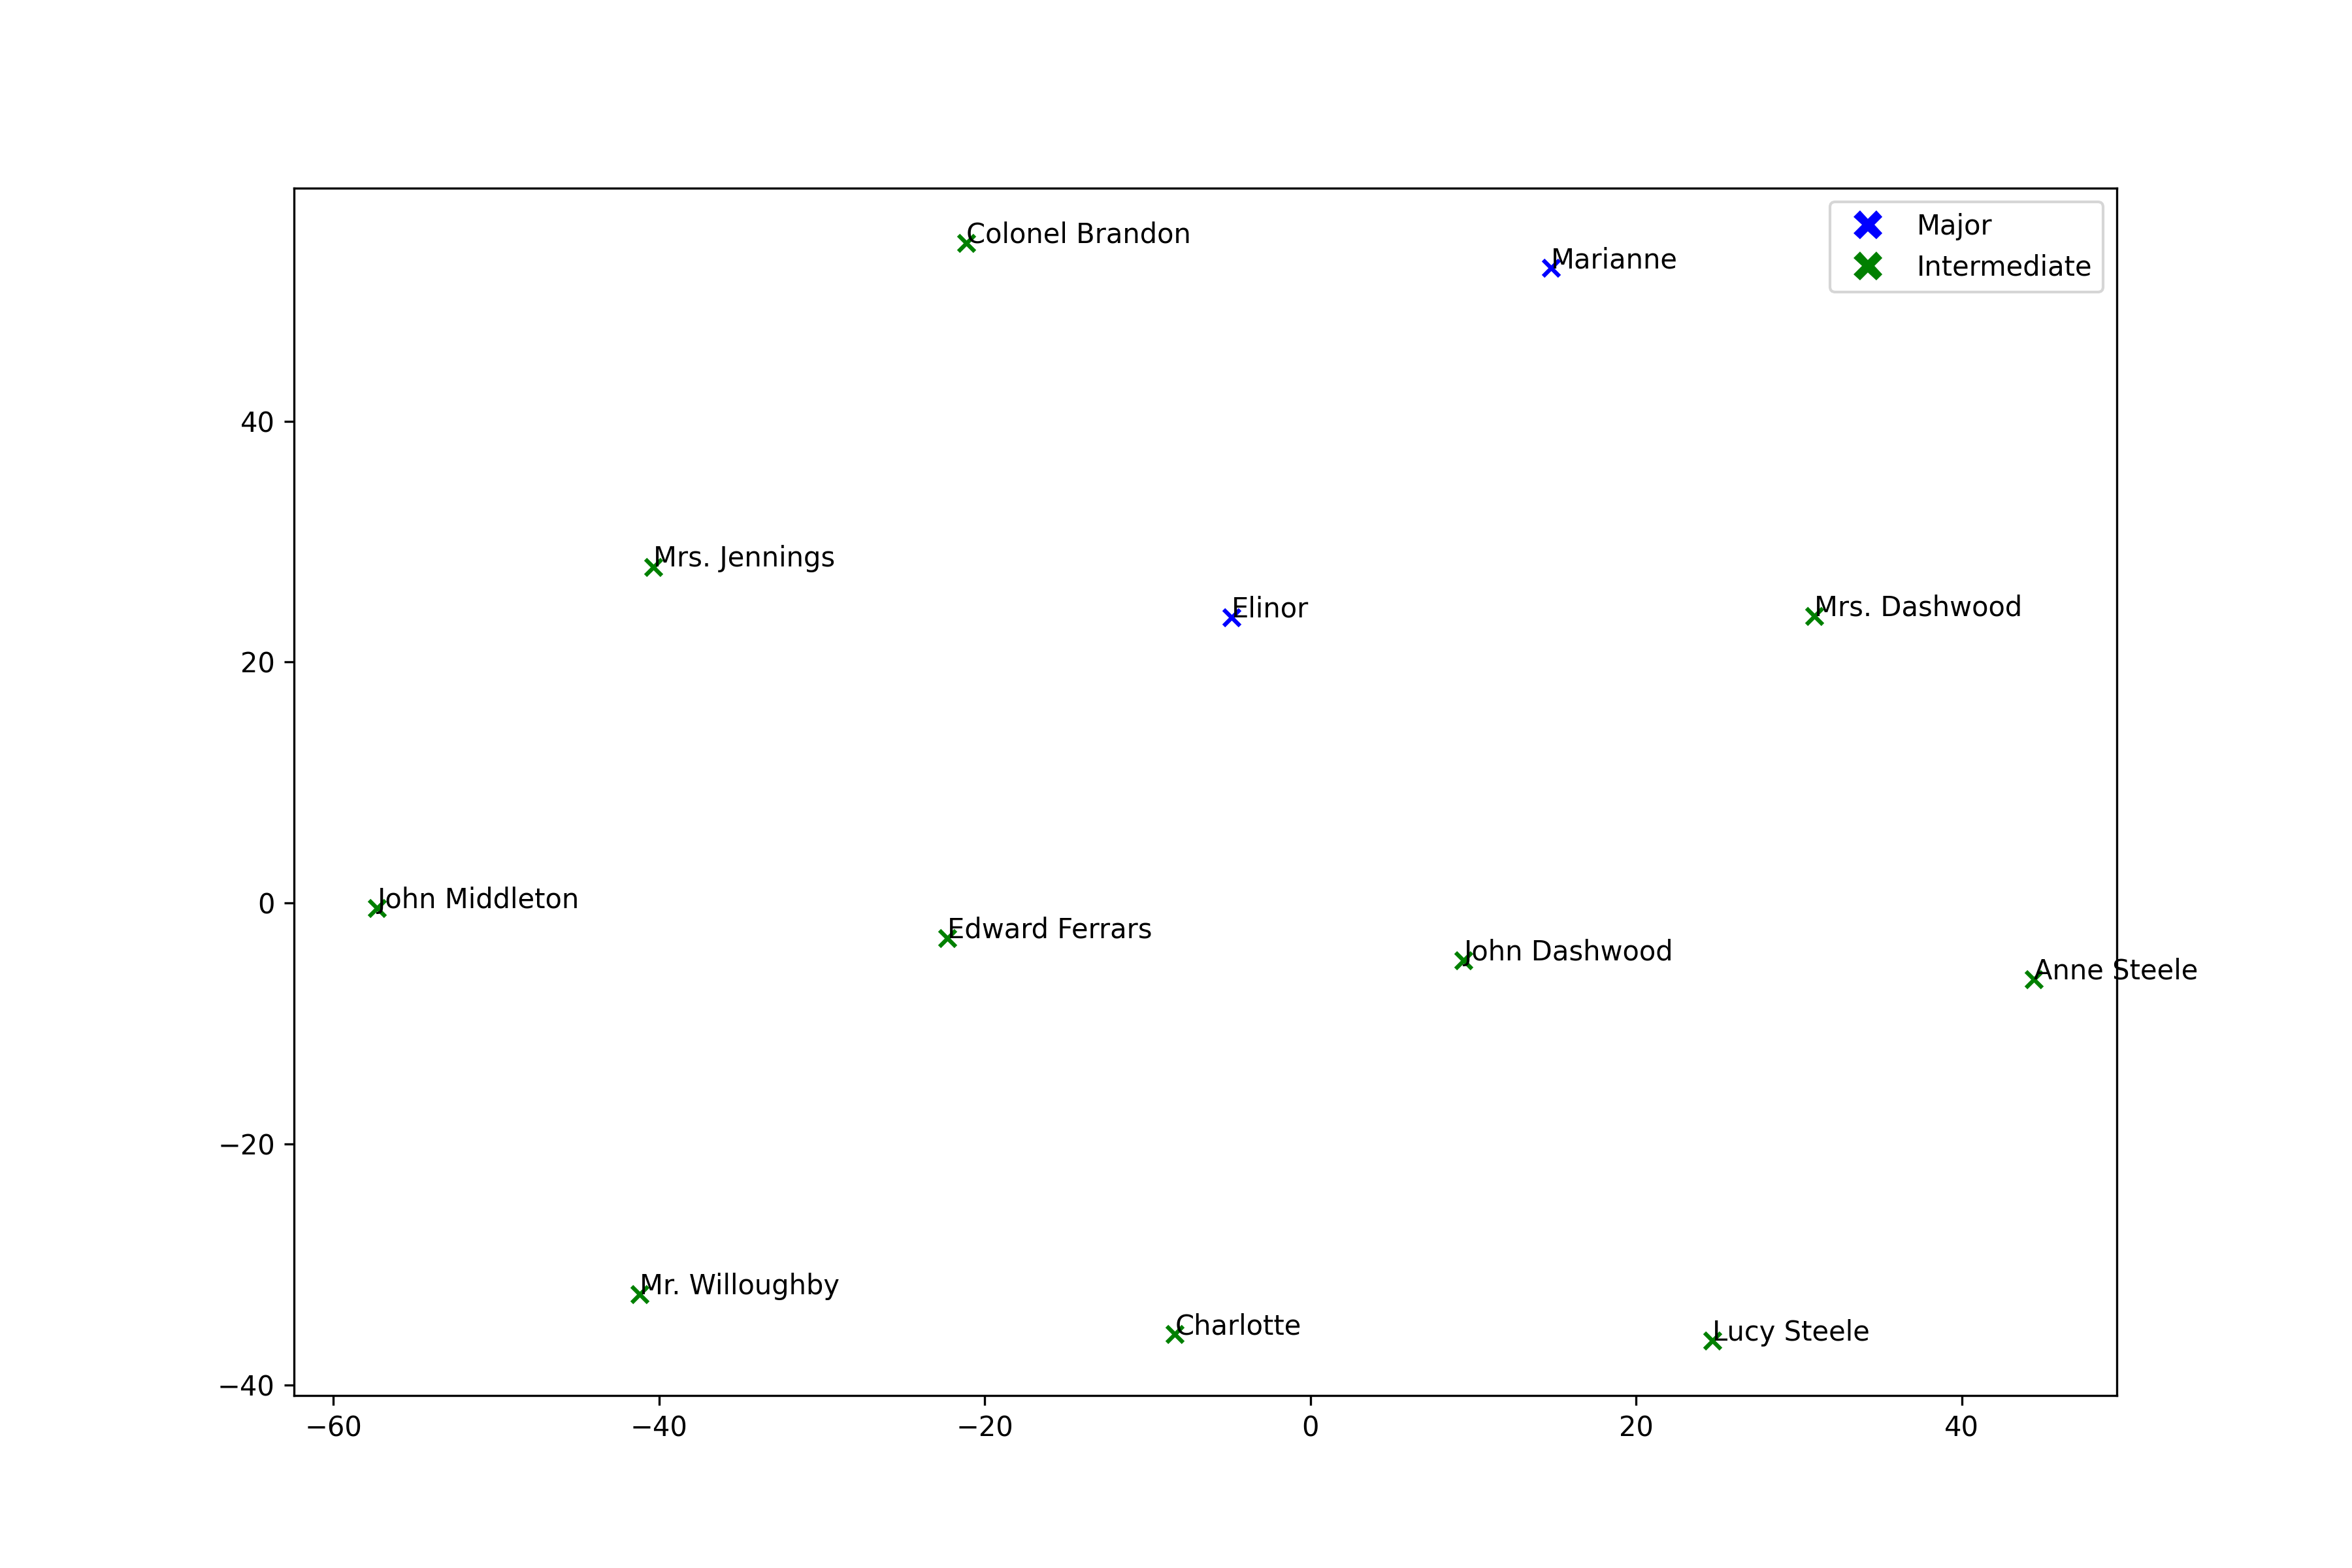 Colonel Brandon
Marianne
Major
Intermediate
40
Mrs. Jennings
Elinor
Mrs. Dashwood
20
John Middleton
0
Edward Ferrars
John Dashwood
Anne Steele
−20
Mr. Willoughby
Charlotte
Lucy Steele
−40
−60 −40 −20 0 20 40